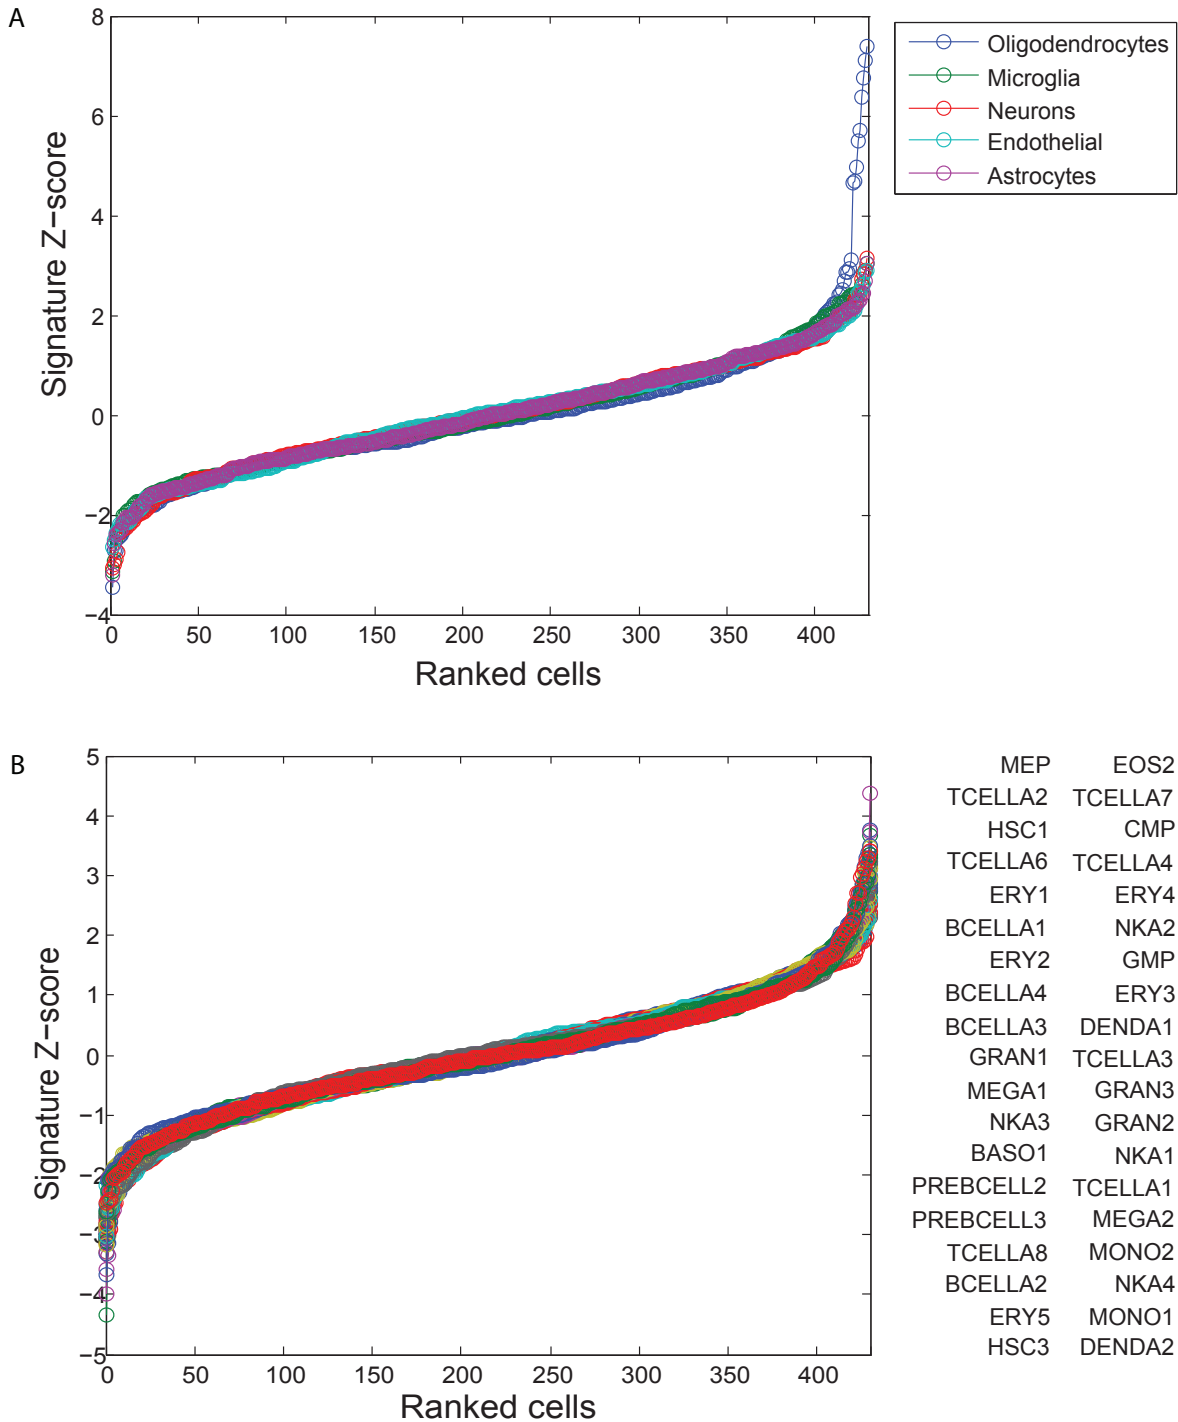 A
8
6
4
2
0
−2
−4
Signature Z−score
0 50 100 150 200 250 300 350 400
Ranked cells
Oligodendrocytes
Microglia
Neurons
Endothelial
Astrocytes
B
5
4
3
2
1
0
−1
−2
−3
−4
−5
Signature Z−score
0 50 100 150 200 250 300 350 400
Ranked cells
MEP EOS2
TCELLA2 TCELLA7
HSC1 CMP
TCELLA6 TCELLA4
ERY1 ERY4
BCELLA1 NKA2
ERY2 GMP
BCELLA4 ERY3
BCELLA3 DENDA1
GRAN1 TCELLA3
MEGA1 GRAN3
NKA3 GRAN2
BASO1 NKA1
PREBCELL2 TCELLA1
PREBCELL3 MEGA2
TCELLA8 MONO2
BCELLA2 NKA4
ERY5 MONO1
HSC3 DENDA2